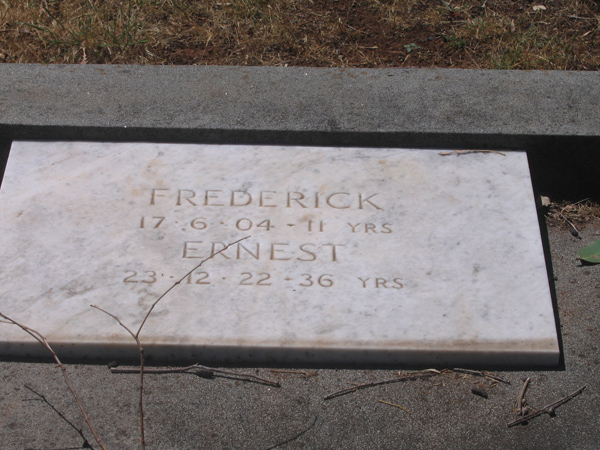 FREDERICK
17·6·04-11 YRS
ERNEST
23·12·22-36 YRS